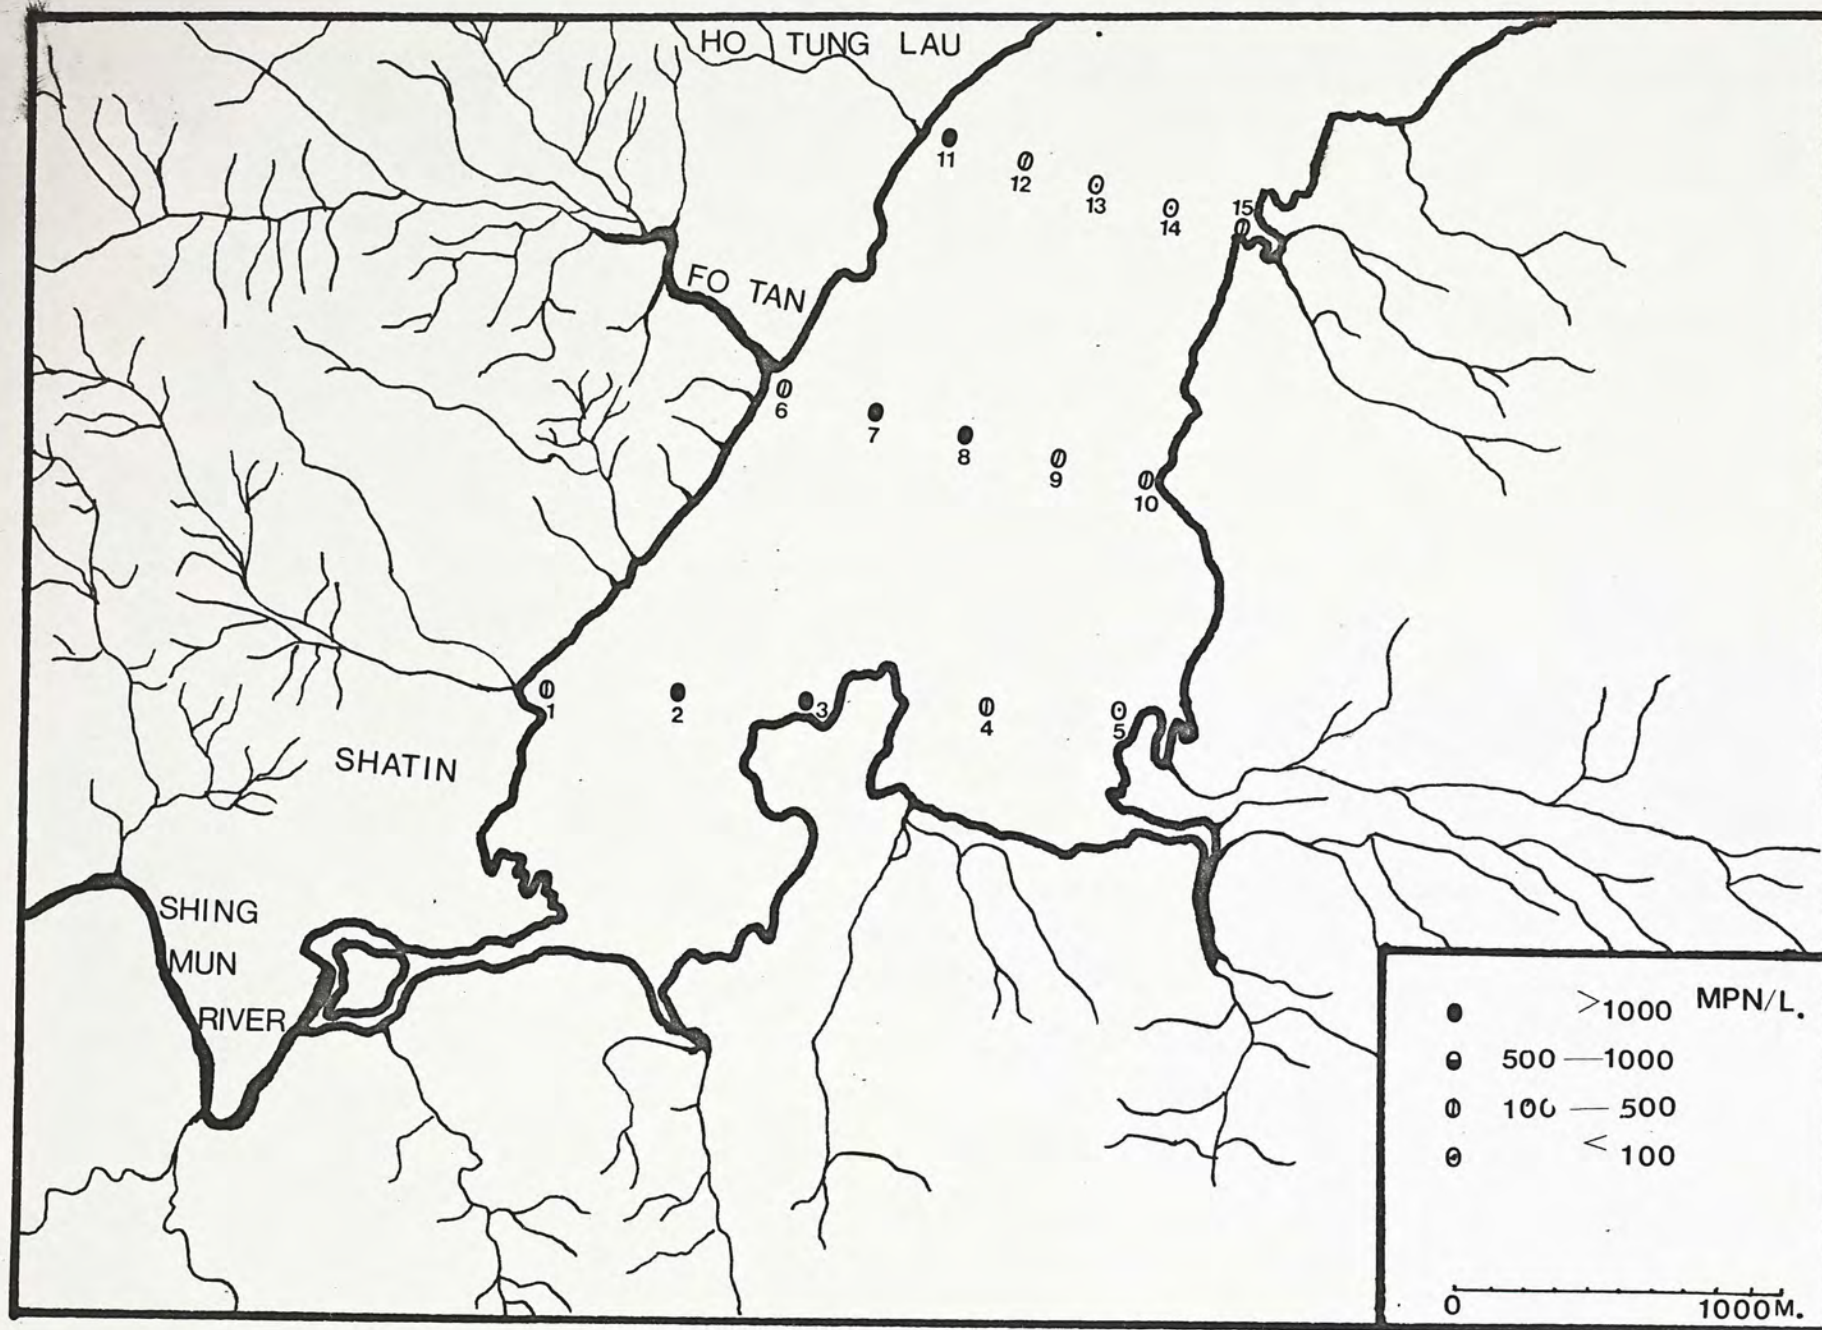 HO TUNG LAU
11
12
13
14
15
FO TAN
6
7
8
9
10
1
2
3
4
5
SHATIN
SHING
MUN
RIVER
>1000 MPN/L.
500 — 1000
100 — 500
< 100
0 1000M.